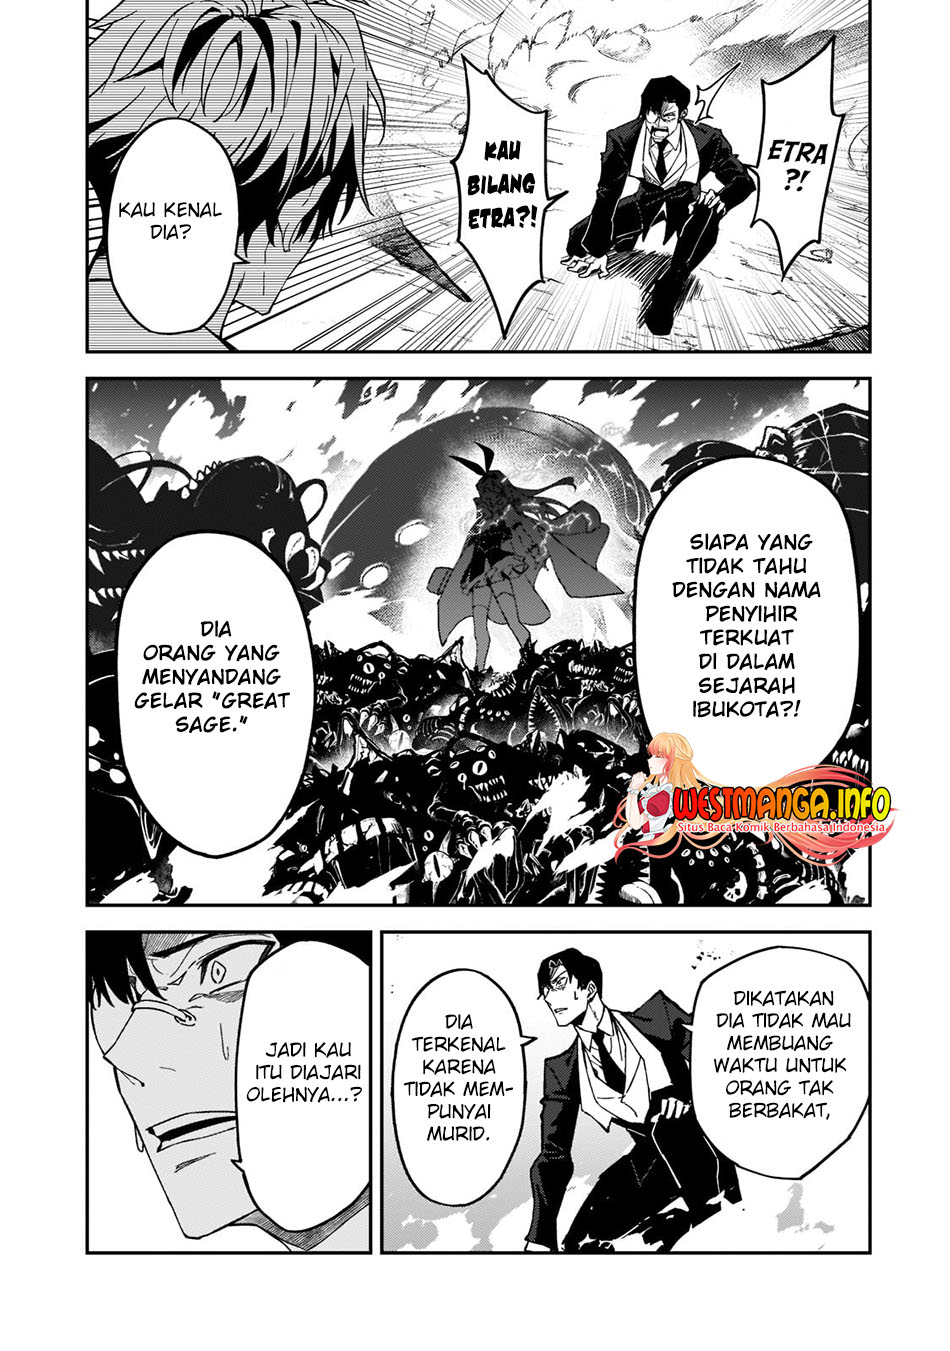 ETRA
?!
KAU
BILANG
ETRA?!
KAU KENAL
DIA?
SIAPA YANG
TIDAK TAHU
DENGAN NAMA
PENYIHIR
TERKUAT
DI DALAM
SEJARAH
IBUKOTA?!
DIA
ORANG YANG
MENYANDANG
GELAR "GREAT
SAGE."
WESTMANGA.INFO
Situs Baca Komik Berbahasa Indonesia
DIKATAKAN
DIA TIDAK MAU
MEMBUANG
WAKTU UNTUK
ORANG TAK
BERBAKAT,
DIA
TERKENAL
KARENA
TIDAK MEM-
PUNYAI
MURID.
JADI KAU
ITU DIAJARI
OLEHNYA...?